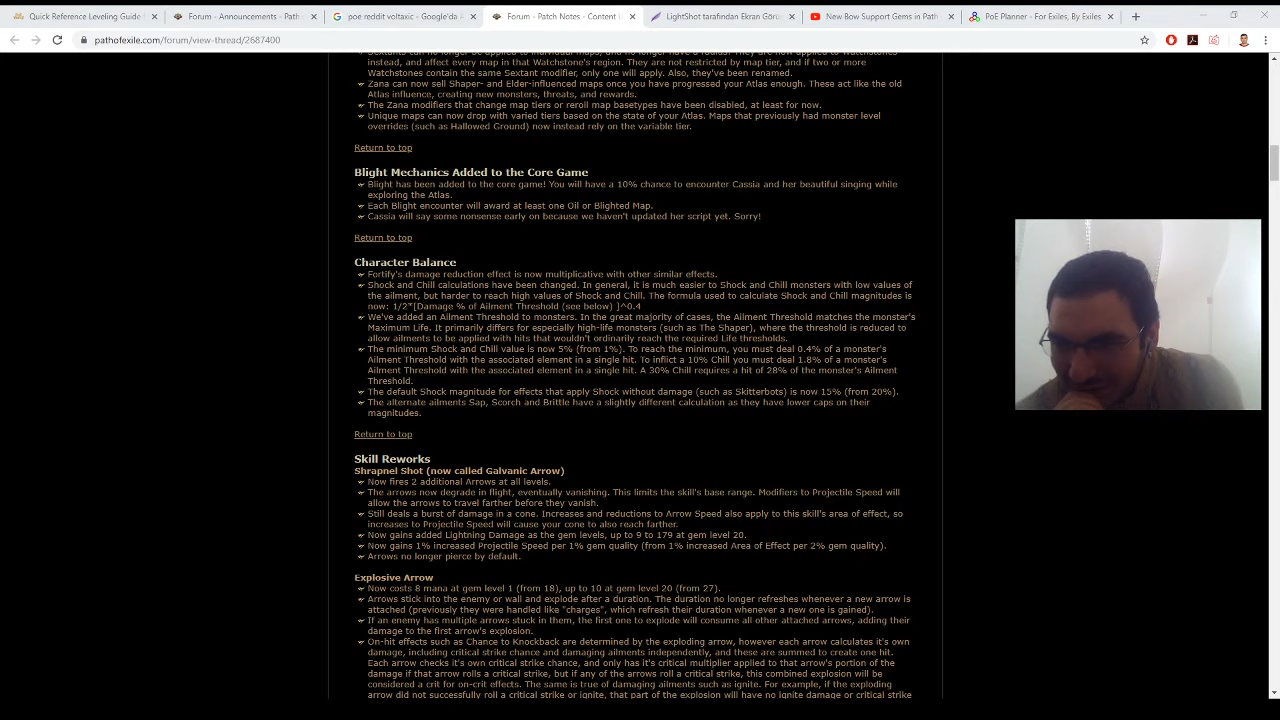 Quick Reference Leveling Guide
Forum - Announcements - Path
poe reddit voltaxic - Google'da A
Forum - Patch Notes - Content U
LightShot tarafından Ekran Görün
New Bow Support Gems in Path
PoE Planner - For Exiles, By Exiles
pathofexile.com/forum/view-thread/2687400
Sextants can no longer be applied to individual maps, and no longer have a radius. They are now applied to Watchstones
instead, and affect every map in that Watchstone's region. They are not restricted by map tier, and if two or more
Watchstones contain the same Sextant modifier, only one will apply. Also, they've been renamed.
Zana can now sell Shaper- and Elder-influenced maps once you have progressed your Atlas enough. These act like the old
Atlas influence, creating new monsters, threats, and rewards.
The Zana modifiers that change map tiers or reroll map basetypes have been disabled, at least for now.
Unique maps can now drop with varied tiers based on the state of your Atlas. Maps that previously had monster level
overrides (such as Hallowed Ground) now instead rely on the variable tier.
Return to top
Blight Mechanics Added to the Core Game
Blight has been added to the core game! You will have a 10% chance to encounter Cassia and her beautiful singing while
exploring the Atlas.
Each Blight encounter will award at least one Oil or Blighted Map.
Cassia will say some nonsense early on because we haven't updated her script yet. Sorry!
Return to top
Character Balance
Fortify's damage reduction effect is now multiplicative with other similar effects.
Shock and Chill calculations have been changed. In general, it is much easier to Shock and Chill monsters with low values of
the ailment, but harder to reach high values of Shock and Chill. The formula used to calculate Shock and Chill magnitudes is
now: 1/2*[Damage % of Ailment Threshold (see below) ]^0.4
We've added an Ailment Threshold to monsters. In the great majority of cases, the Ailment Threshold matches the monster's
Maximum Life. It primarily differs for especially high-life monsters (such as The Shaper), where the threshold is reduced to
allow ailments to be applied with hits that wouldn't ordinarily reach the required Life thresholds.
The minimum Shock and Chill value is now 5% (from 1%). To reach the minimum, you must deal 0.4% of a monster's
Ailment Threshold with the associated element in a single hit. To inflict a 10% Chill you must deal 1.8% of a monster's
Ailment Threshold with the associated element in a single hit. A 30% Chill requires a hit of 28% of the monster's Ailment
Threshold.
The default Shock magnitude for effects that apply Shock without damage (such as Skitterbots) is now 15% (from 20%).
The alternate ailments Sap, Scorch and Brittle have a slightly different calculation as they have lower caps on their
magnitudes.
Return to top
Skill Reworks
Shrapnel Shot (now called Galvanic Arrow)
Now fires 2 additional Arrows at all levels.
The arrows now degrade in flight, eventually vanishing. This limits the skill's base range. Modifiers to Projectile Speed will
allow the arrows to travel farther before they vanish.
Still deals a burst of damage in a cone. Increases and reductions to Arrow Speed also apply to this skill's area of effect, so
increases to Projectile Speed will cause your cone to also reach farther.
Now gains added Lightning Damage as the gem levels, up to 9 to 179 at gem level 20.
Now gains 1% increased Projectile Speed per 1% gem quality (from 1% increased Area of Effect per 2% gem quality).
Arrows no longer pierce by default.
Explosive Arrow
Now costs 8 mana at gem level 1 (from 18), up to 10 at gem level 20 (from 27).
Arrows stick into the enemy or wall and explode after a duration. The duration no longer refreshes whenever a new arrow is
attached (previously they were handled like "charges", which refresh their duration whenever a new one is gained).
If an enemy has multiple arrows stuck in them, the first one to explode will consume all other attached arrows, adding their
damage to the first arrow's explosion.
On-hit effects such as Chance to Knockback are determined by the exploding arrow, however each arrow calculates it's own
damage, including critical strike chance and damaging ailments independently, and these are summed to create one hit.
Each arrow checks it's own critical strike chance, and only has it's critical multiplier applied to that arrow's portion of the
damage if that arrow rolls a critical strike, but if any of the arrows roll a critical strike, this combined explosion will be
considered a crit for on-crit effects. The same is true of damaging ailments such as ignite. For example, if the exploding
arrow did not successfully roll a critical strike or ignite, that part of the explosion will have no ignite damage or critical strike